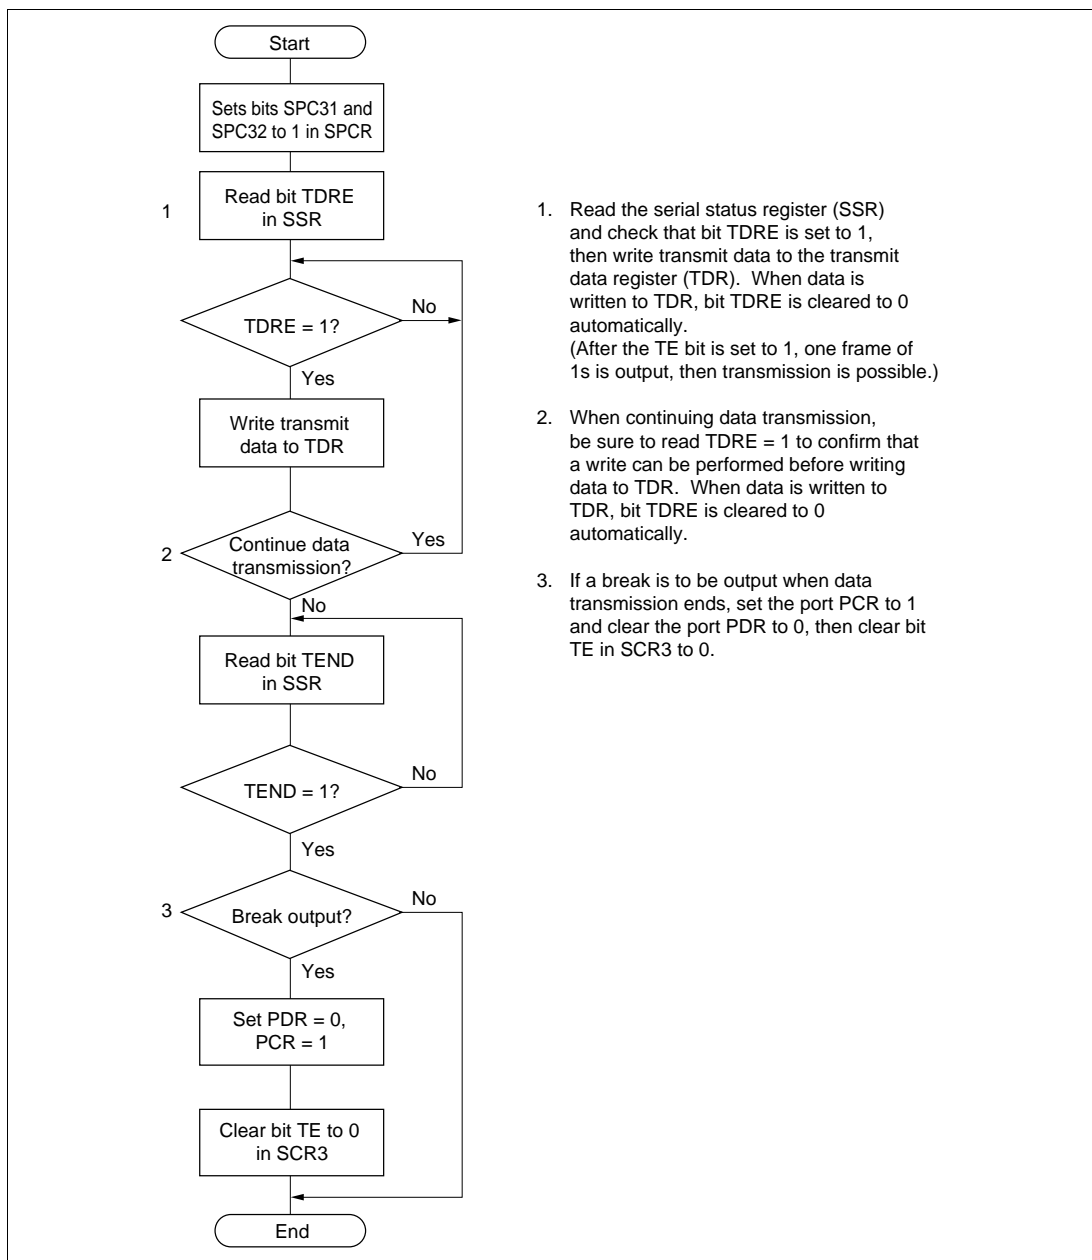 Start
Sets bits SPC31 and
SPC32 to 1 in SPCR
1
Read bit TDRE
in SSR
TDRE = 1?
No
Yes
Write transmit
data to TDR
2
Continue data
transmission?
Yes
No
Read bit TEND
in SSR
TEND = 1?
No
Yes
3
Break output?
No
Yes
Set PDR = 0,
PCR = 1
Clear bit TE to 0
in SCR3
End
1. Read the serial status register (SSR)
and check that bit TDRE is set to 1,
then write transmit data to the transmit
data register (TDR). When data is
written to TDR, bit TDRE is cleared to 0
automatically.
(After the TE bit is set to 1, one frame of
1s is output, then transmission is possible.)
2. When continuing data transmission,
be sure to read TDRE = 1 to confirm that
a write can be performed before writing
data to TDR. When data is written to
TDR, bit TDRE is cleared to 0
automatically.
3. If a break is to be output when data
transmission ends, set the port PCR to 1
and clear the port PDR to 0, then clear bit
TE in SCR3 to 0.